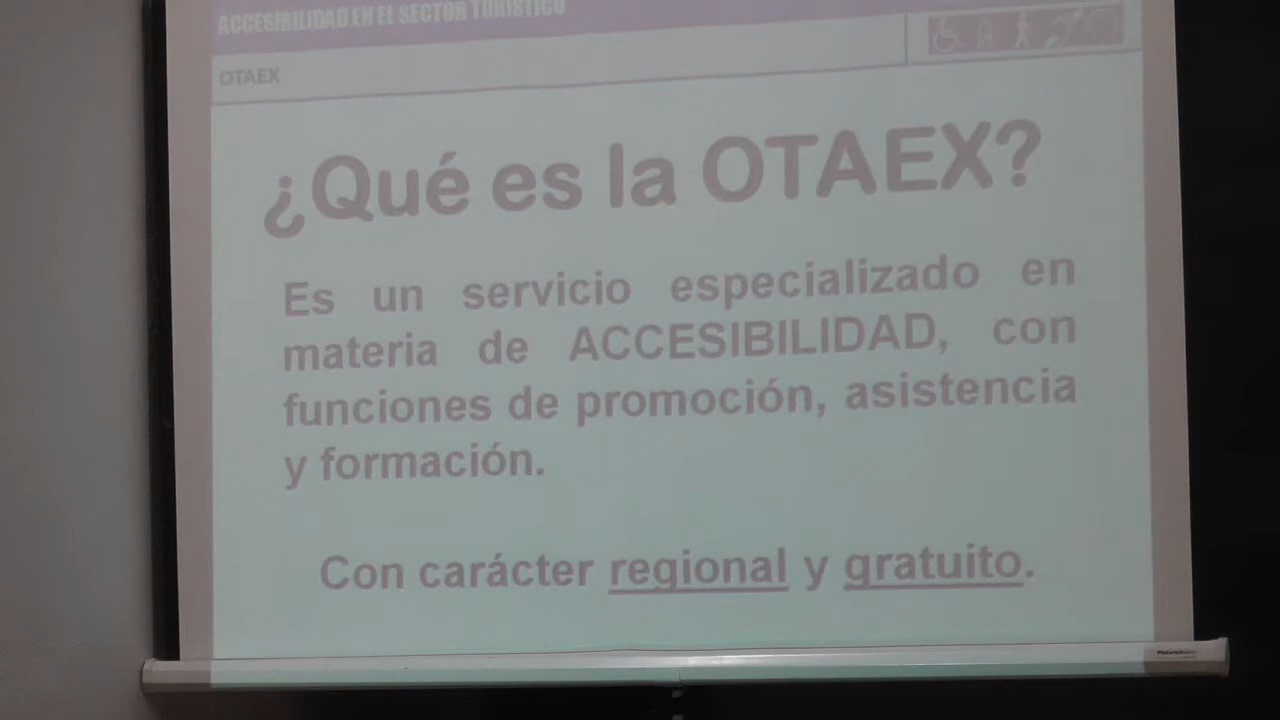 ACCESIBILIDAD EN EL SECTOR TURÍSTICO
OTAEX
¿Qué es la OTAEX?
Es un servicio especializado en
materia de ACCESIBILIDAD, con
funciones de promoción, asistencia
y formación.
Con carácter regional y gratuito.